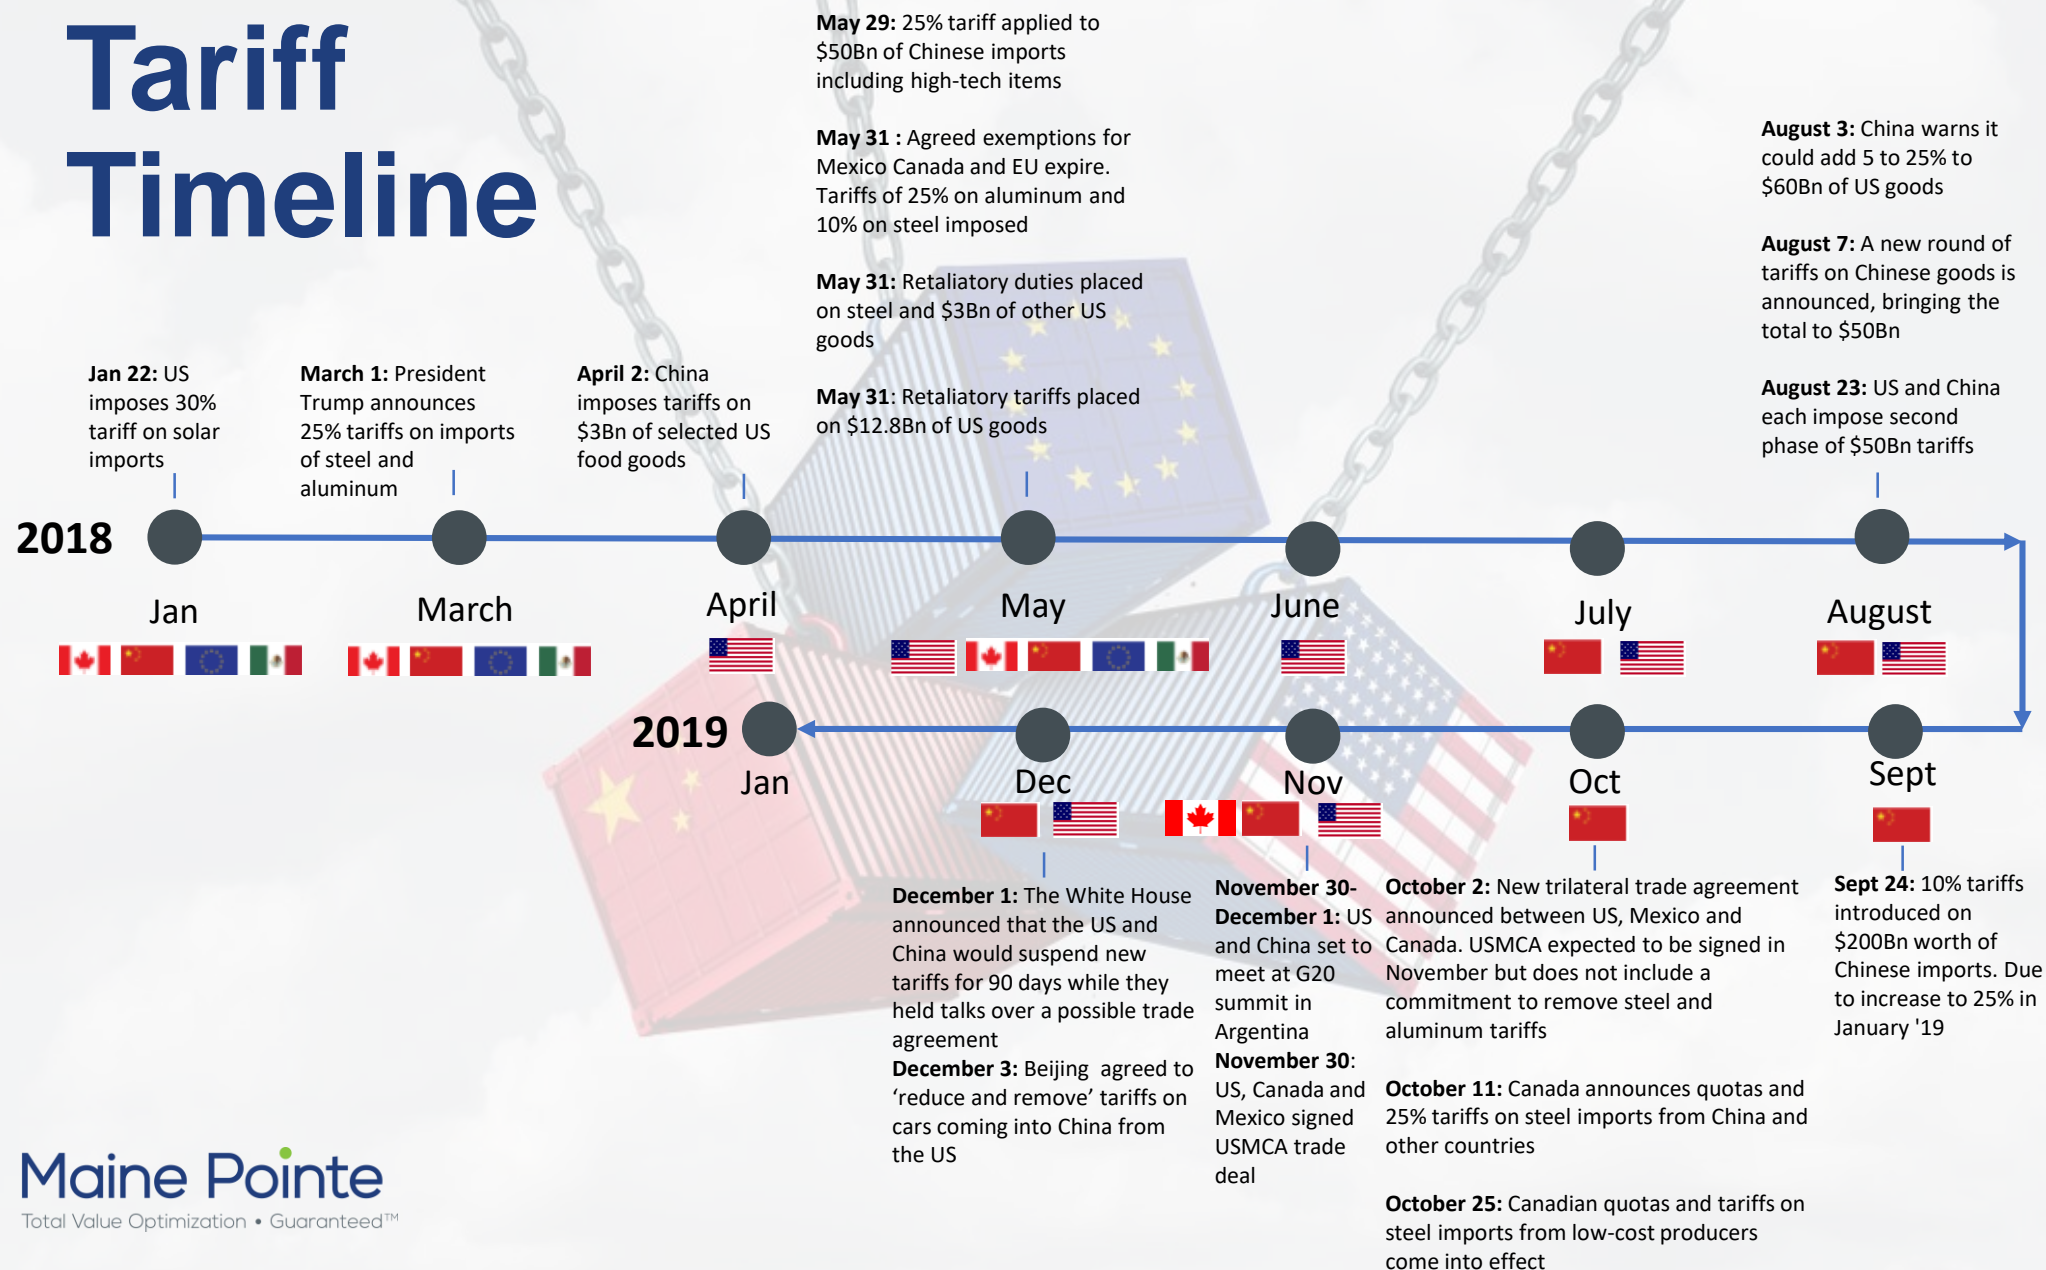 Tariff
Timeline
May 29: 25% tariff applied to
$50Bn of Chinese imports
including high-tech items
May 31 : Agreed exemptions for
Mexico Canada and EU expire.
Tariffs of 25% on aluminum and
10% on steel imposed
May 31: Retaliatory duties placed
on steel and $3Bn of other US
goods
May 31: Retaliatory tariffs placed
on $12.8Bn of US goods
August 3: China warns it
could add 5 to 25% to
$60Bn of US goods
August 7: A new round of
tariffs on Chinese goods is
announced, bringing the
total to $50Bn
August 23: US and China
each impose second
phase of $50Bn tariffs
Jan 22: US
imposes 30%
tariff on solar
imports
March 1: President
Trump announces
25% tariffs on imports
of steel and
aluminum
April 2: China
imposes tariffs on
$3Bn of selected US
food goods
2018
Jan
March
April
May
June
July
August
2019
Jan
Dec
Nov
Oct
Sept
December 1: The White House
announced that the US and
China would suspend new
tariffs for 90 days while they
held talks over a possible trade
agreement
December 3: Beijing agreed to
‘reduce and remove’ tariffs on
cars coming into China from
the US
November 30-
December 1: US
and China set to
meet at G20
summit in
Argentina
November 30:
US, Canada and
Mexico signed
USMCA trade
deal
October 2: New trilateral trade agreement
announced between US, Mexico and
Canada. USMCA expected to be signed in
November but does not include a
commitment to remove steel and
aluminum tariffs
October 11: Canada announces quotas and
25% tariffs on steel imports from China and
other countries
October 25: Canadian quotas and tariffs on
steel imports from low-cost producers
come into effect
Sept 24: 10% tariffs
introduced on
$200Bn worth of
Chinese imports. Due
to increase to 25% in
January '19
Maine Pointe
Total Value Optimization • Guaranteed™